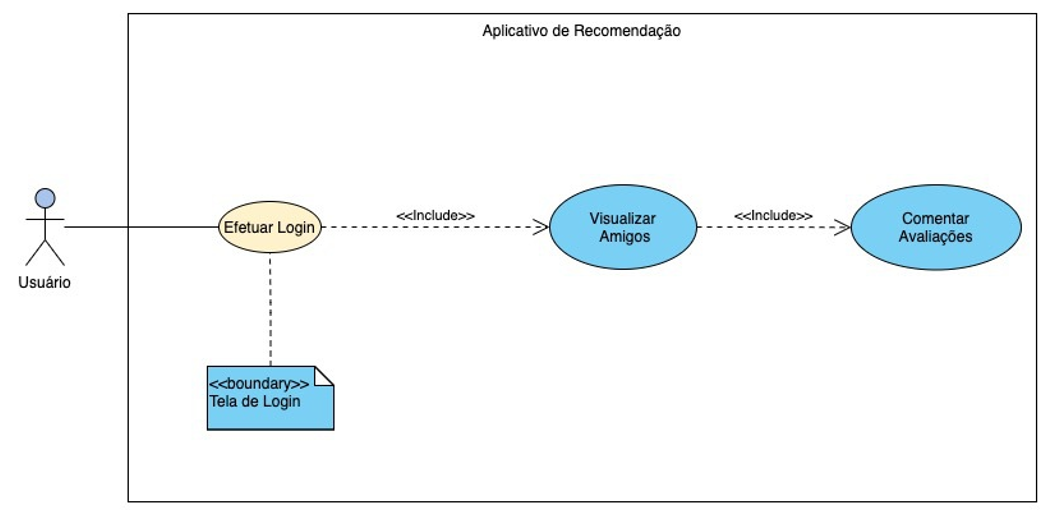 Aplicativo de Recomendação
Usuário
Efetuar Login
<<Include>>
Visualizar
Amigos
<<Include>>
Comentar
Avaliações
<<boundary>>
Tela de Login